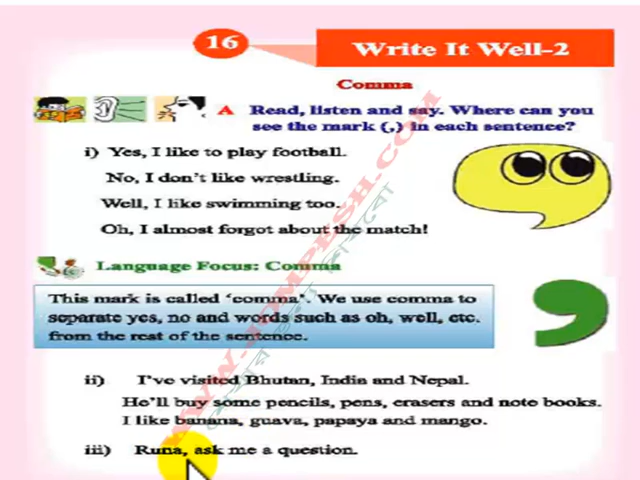 16
Write It Well-2
Comma
A Read, listen and say. Where can you
see the mark (,) in each sentence?
i) Yes, I like to play football.
No, I don't like wrestling.
Well, I like swimming too.
Oh, I almost forgot about the match!
Language Focus: Comma
This mark is called ‘comma’. We use comma to
separate yes, no and words such as oh, well, etc.
from the rest of the sentence.
ii) I've visited Bhutan, India and Nepal.
He'll buy some pencils, pens, erasers and note books.
I like banana, guava, papaya and mango.
iii) Runa, ask me a question.